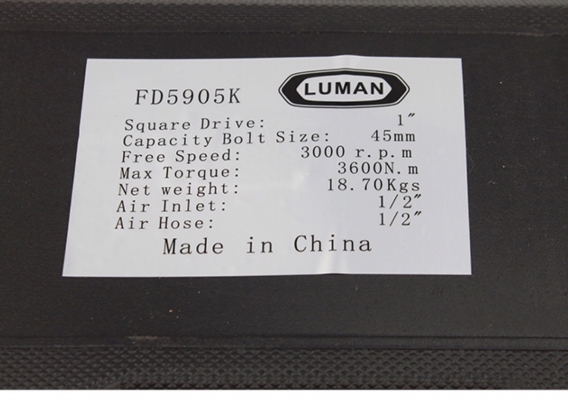 FD5905K
LUMAN
Square Drive: 1″
Capacity Bolt Size: 45mm
Free Speed: 3000 r.p.m
Max Torque: 3600N.m
Net weight: 18.70Kgs
Air Inlet: 1/2″
Air Hose: 1/2″
Made in China